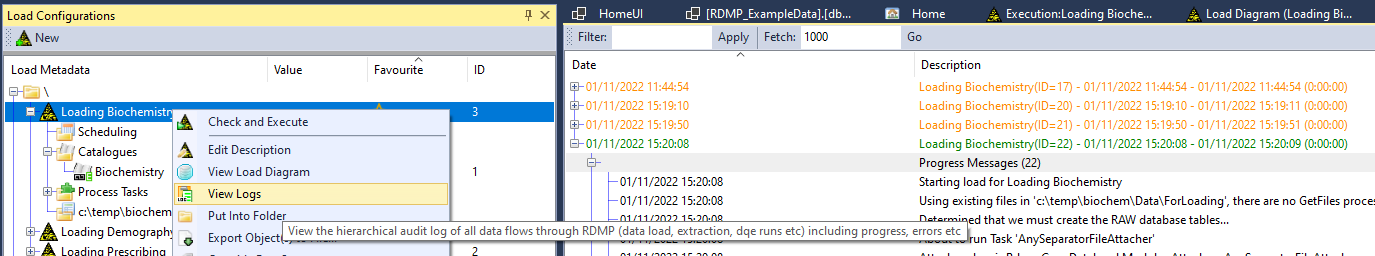 Load Configurations
New
Load Metadata Value Favourite ID
\
Loading Biochemistry 3
Scheduling
Catalogues
Biochemistry 1
Process Tasks
c:\temp\biochem
Loading Demography
Loading Prescribing 2
Check and Execute
Edit Description
View Load Diagram
View Logs
Put Into Folder
Export Object(s) to File...
View the hierarchical audit log of all data flows through RDMP (data load, extraction, dqe runs etc) including progress, errors etc
HomeUI [RDMP_ExampleData].[db... Home Execution:Loading Bioche... Load Diagram (Loading Bi...
Filter: Apply Fetch: 1000 Go
Date Description
01/11/2022 11:44:54 Loading Biochemistry(ID=17) - 01/11/2022 11:44:54 - 01/11/2022 11:44:54 (0:00:00)
01/11/2022 15:19:10 Loading Biochemistry(ID=20) - 01/11/2022 15:19:10 - 01/11/2022 15:19:11 (0:00:00)
01/11/2022 15:19:50 Loading Biochemistry(ID=21) - 01/11/2022 15:19:50 - 01/11/2022 15:19:51 (0:00:00)
01/11/2022 15:20:08 Loading Biochemistry(ID=22) - 01/11/2022 15:20:08 - 01/11/2022 15:20:09 (0:00:00)
Progress Messages (22)
01/11/2022 15:20:08 Starting load for Loading Biochemistry
01/11/2022 15:20:08 Using existing files in 'c:\temp\biochem\Data\ForLoading', there are no GetFiles proce
01/11/2022 15:20:08 Determined that we must create the RAW database tables...
About to run Task 'AnySeparatorFileAttacher'
01/11/2022 15:20:08